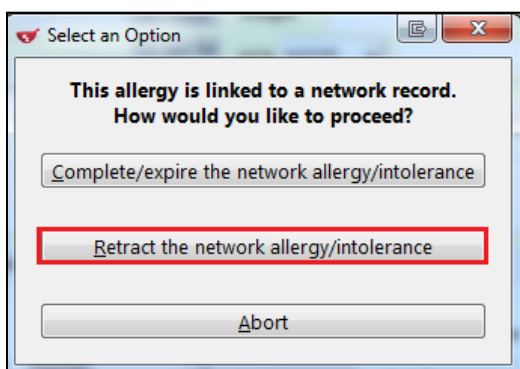 Select an Option
This allergy is linked to a network record.
How would you like to proceed?
Complete/expire the network allergy/intolerance
Retract the network allergy/intolerance
Abort